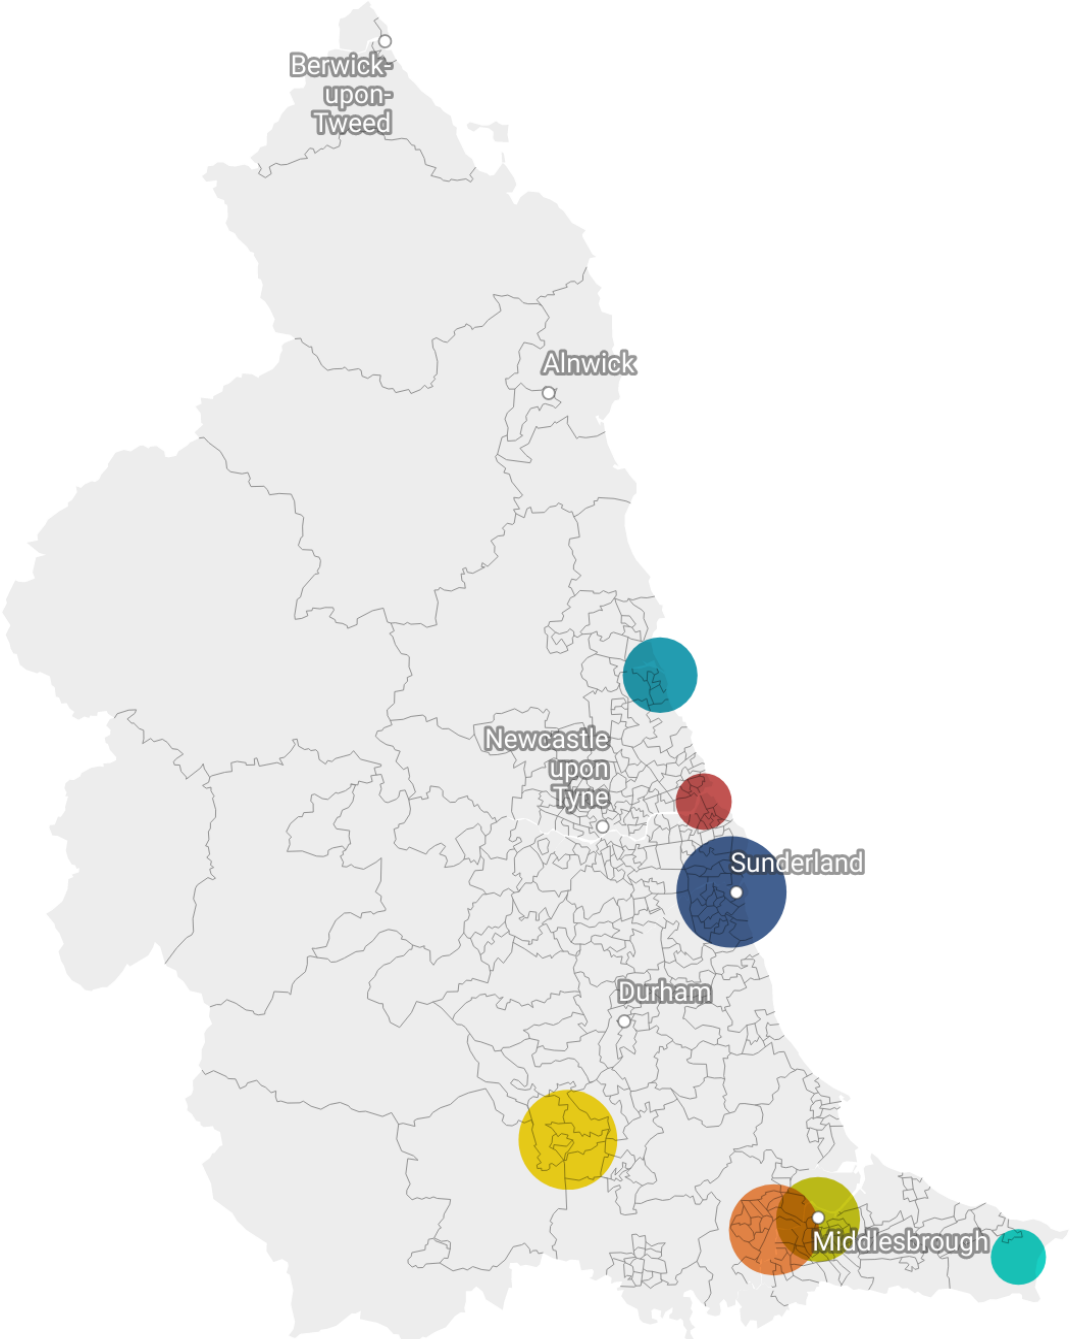 Berwick-
upon-
Tweed
Alnwick
Newcastle
upon
Tyne
Sunderland
Durham
Middlesbrough